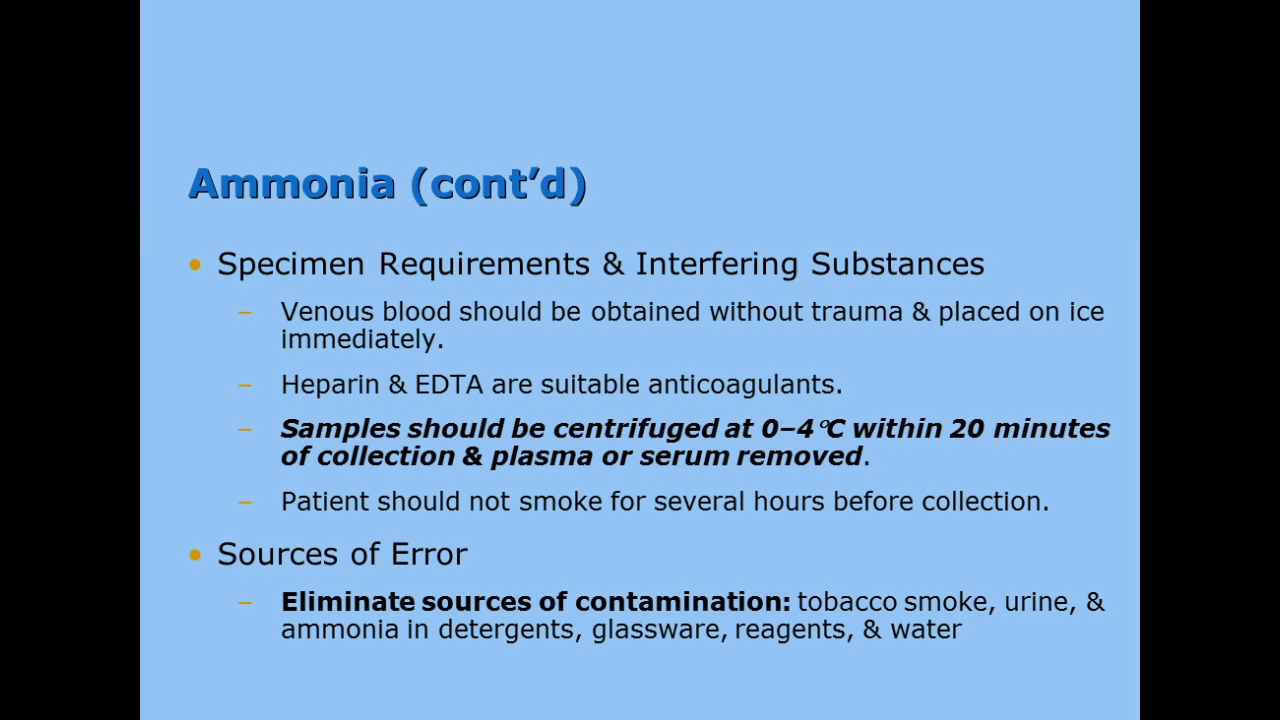 Ammonia (cont’d)
• Specimen Requirements & Interfering Substances
– Venous blood should be obtained without trauma & placed on ice
immediately.
– Heparin & EDTA are suitable anticoagulants.
– Samples should be centrifuged at 0–4°C within 20 minutes
of collection & plasma or serum removed.
– Patient should not smoke for several hours before collection.
• Sources of Error
– Eliminate sources of contamination: tobacco smoke, urine, &
ammonia in detergents, glassware, reagents, & water